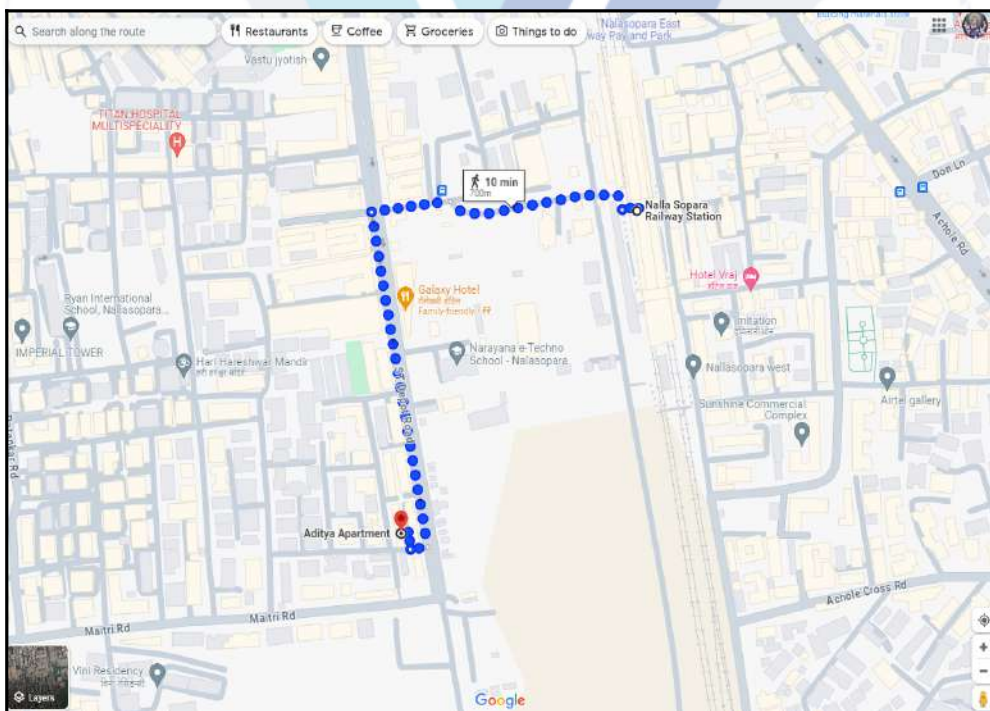 Search along the route
Restaurants
Coffee
Groceries
Things to do
Nalasopara East
way Pay and Park
Vastu jyotish
TITAN HOSPITAL
MULTISPECIALITY
H
10 min
700m
Nalla Sopara
Railway Station
Don Ln
Achole Rd
Hotel Vraj
Galaxy Hotel
Family-friendly
Ryan International
School, Nallasopara...
IMPERIAL TOWER
Hari Hareshwar Mandir
Narayana e-Techno
School - Nalasopara
Imitation
Nallasopara west
Airtel gallery
Sunshine Commercial
Complex
Aditya Apartment
Achole Cross Rd
Maitri Rd
Maitri Rd
Vini Residency
Layers
Google